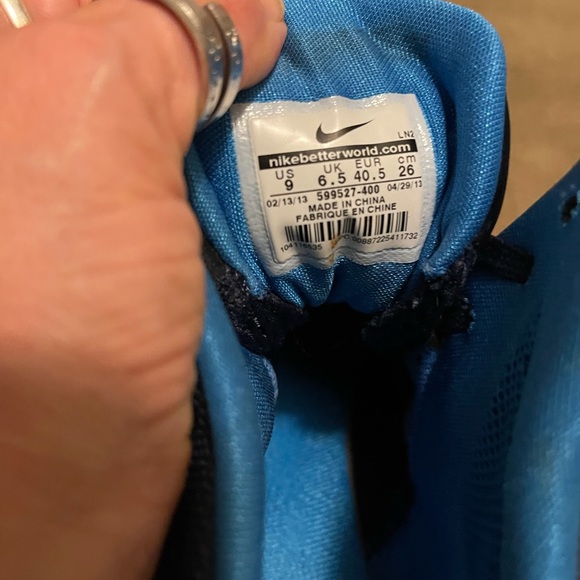 LN2
nikebetterworld.com
US UK EUR cm
9 6.5 40.5 26
02/13/13 599527-400 04/29/13
MADE IN CHINA
FABRIQUE EN CHINE
00887225411732